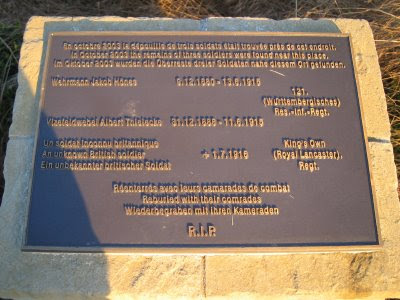 En octobre 2003 la dépouille de trois soldats était trouvée près de cet endroit.
In October 2003 the remains of three soldiers were found near this place.
Im Oktober 2003 wurden die Überreste dreier Soldaten nahe diesem Ort gefunden.
Wehrmann Jakob Hönes 9.12.1880 - 13.6.1915
121.
(Württembergisches)
Res.-Inf.-Regt.
Vizefeldwebel Albert Thielecke 31.12.1888 - 11.6.1915
Un soldat inconnu britannique King's Own
An unknown British soldier + 1.7.1916 (Royal Lancaster).
Ein unbekannter britischer Soldat Regt.
Réenterrés avec leurs camarades de combat
Reburied with their comrades
Wiederbegraben mit ihren Kameraden
R.I.P.